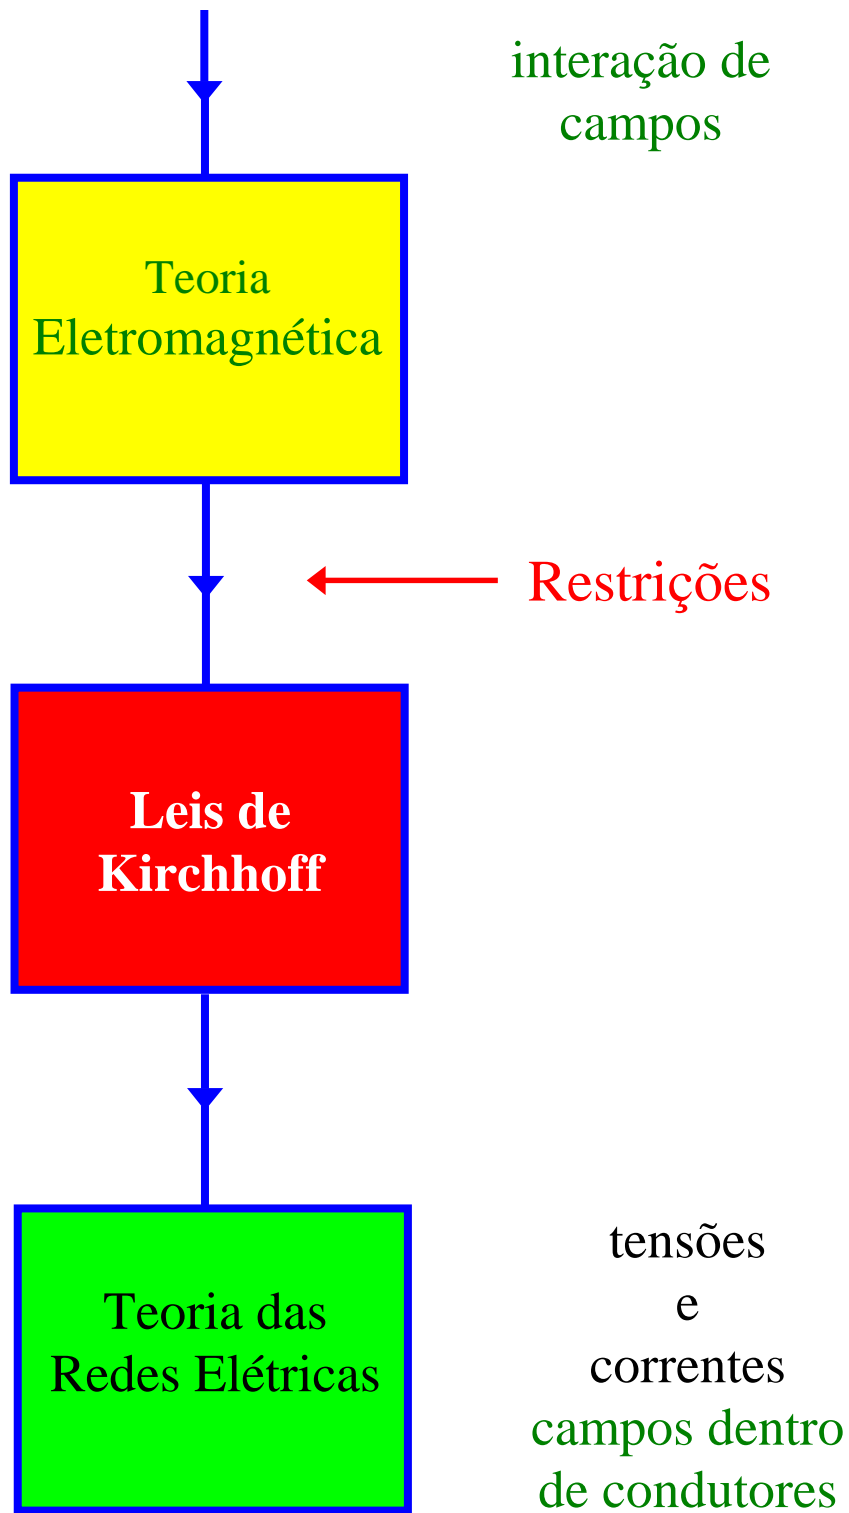 interação de
campos
Teoria
Eletromagnética
Restrições
Leis de
Kirchhoff
Teoria das
Redes Elétricas
tensões
e
correntes
campos dentro
de condutores